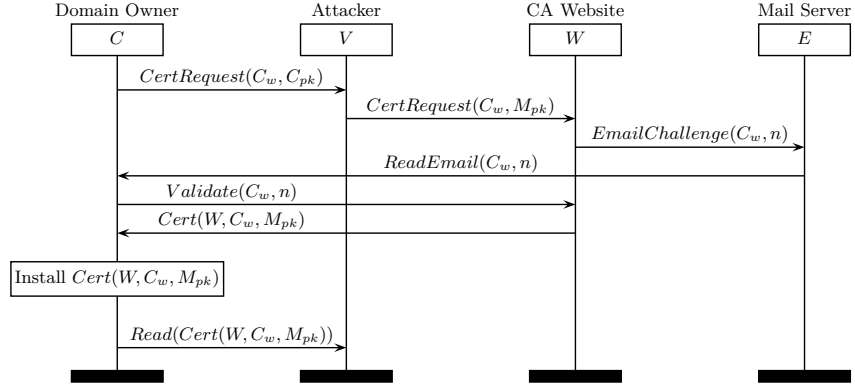 Domain Owner Attacker CA Website Mail Server
C V W E
CertRequest(C_w, C_pk)
CertRequest(C_w, M_pk)
EmailChallenge(C_w, n)
ReadEmail(C_w, n)
Validate(C_w, n)
Cert(W, C_w, M_pk)
Install Cert(W, C_w, M_pk)
Read(Cert(W, C_w, M_pk))